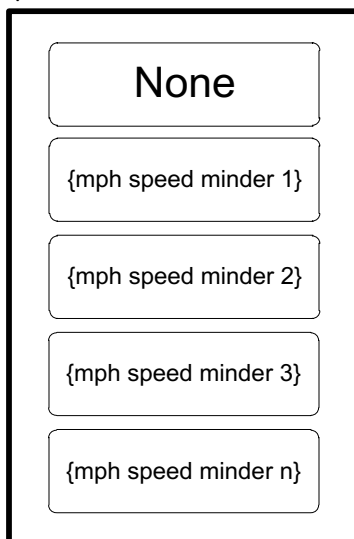 None
{mph speed minder 1}
{mph speed minder 2}
{mph speed minder 3}
{mph speed minder n}